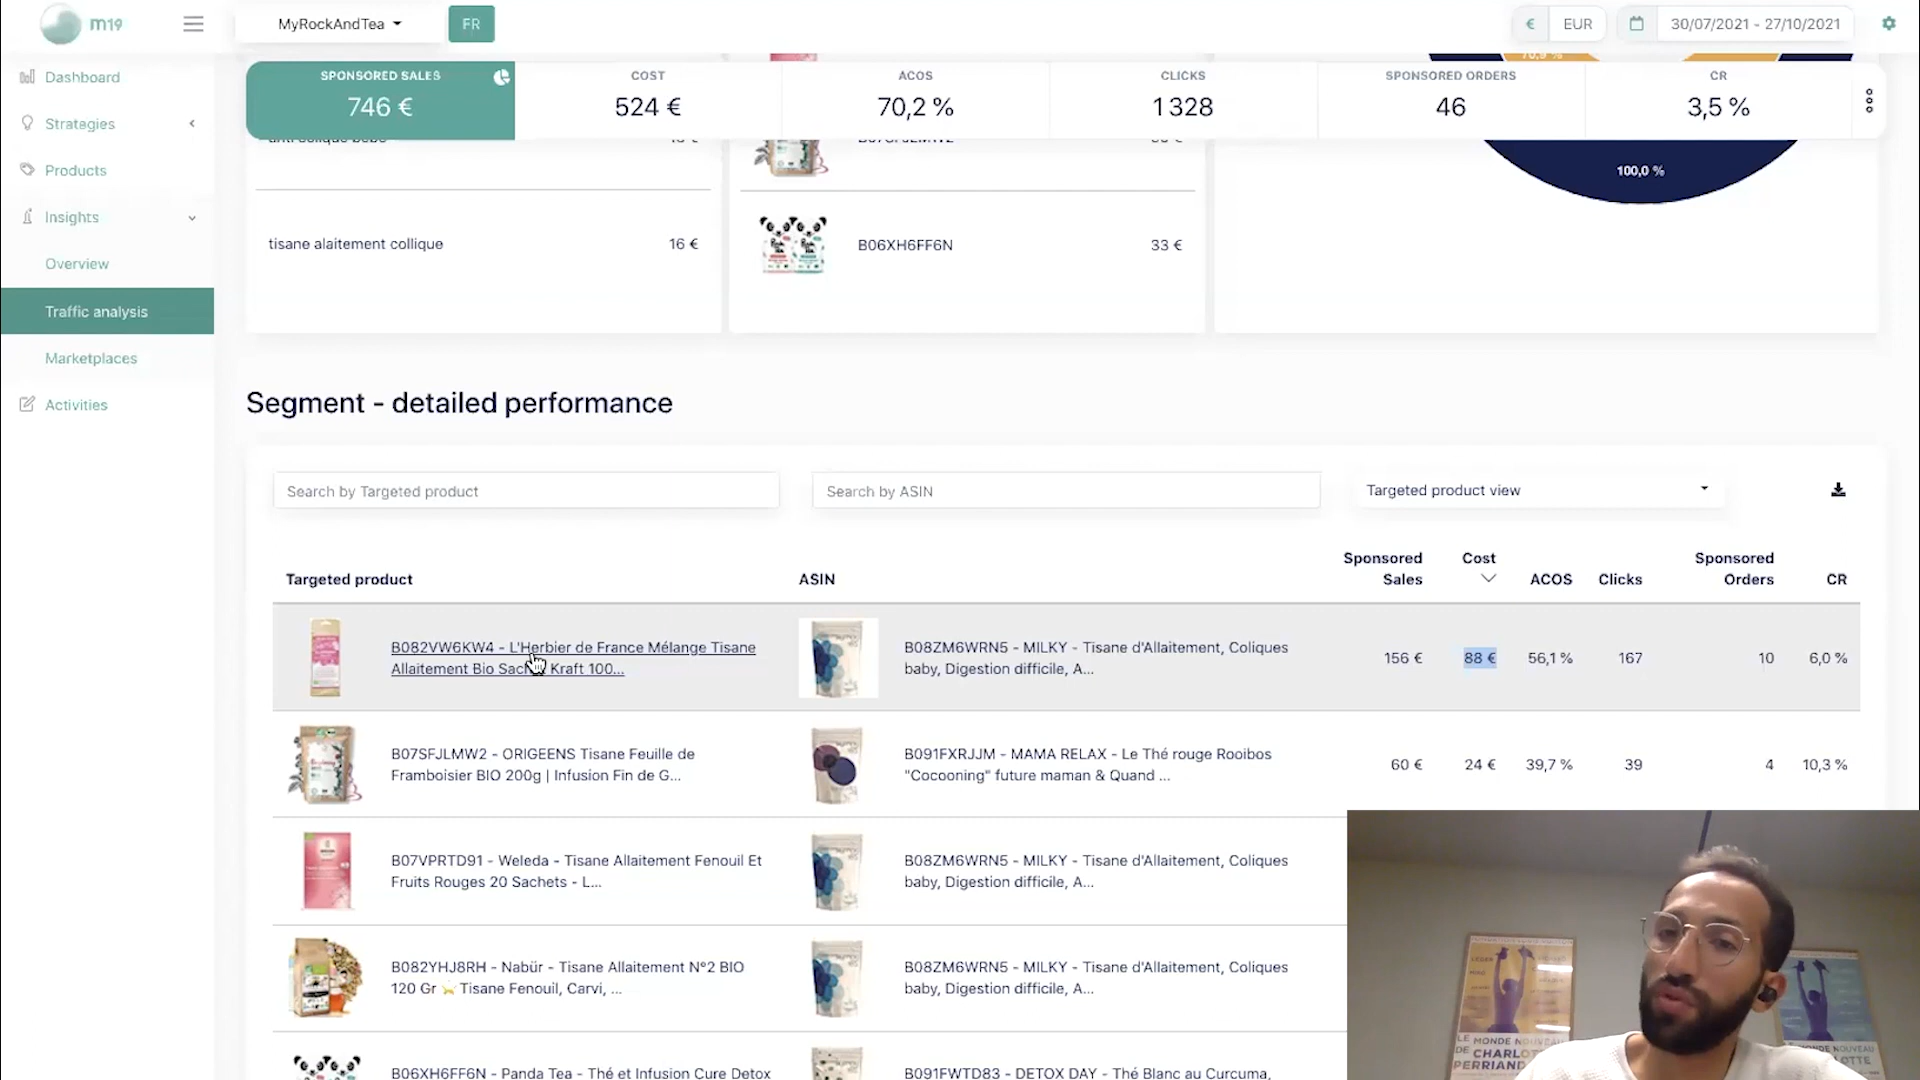 m19
MyRockAndTea
FR
€ EUR
30/07/2021 - 27/10/2021
Dashboard
Strategies
Products
Insights
Overview
Traffic analysis
Marketplaces
Activities
SPONSORED SALES
746 €
COST
524 €
ACOS
70,2 %
CLICKS
1 328
SPONSORED ORDERS
46
CR
3,5 %
100,0 %
tisane alaitement collique 16 €
B06XH6FF6N 33 €
Segment - detailed performance
Search by Targeted product
Search by ASIN
Targeted product view
Targeted product
ASIN
Sponsored Sales
Cost
ACOS
Clicks
Sponsored Orders
CR
B082VW6KW4 - L'Herbier de France Mélange Tisane
Allaitement Bio Kraft 100...
B08ZM6WRN5 - MILKY - Tisane d'Allaitement, Coliques
baby, Digestion difficile, A...
156 € 88 € 56,1 % 167 10 6,0 %
B07SFJLMW2 - ORIGEENS Tisane Feuille de
Framboisier BIO 200g | Infusion Fin de G...
B091FXRJJM - MAMA RELAX - Le Thé rouge Rooibos
"Cocooning" future maman & Quand ...
60 € 24 € 39,7 % 39 4 10,3 %
B07VPRTD91 - Weleda - Tisane Allaitement Fenouil Et
Fruits Rouges 20 Sachets - L...
B08ZM6WRN5 - MILKY - Tisane d'Allaitement, Coliques
baby, Digestion difficile, A...
B082YHJ8RH - Nabür - Tisane Allaitement N°2 BIO
120 Gr ⭐ Tisane Fenouil, Carvi, ...
B08ZM6WRN5 - MILKY - Tisane d'Allaitement, Coliques
baby, Digestion difficile, A...
B06XH6FF6N - Panda Tea - Thé et Infusion Cure Detox
B091FWTD83 - DETOX DAY - Thé Blanc au Curcuma,
LE MONDE NOUVEAU
DE CHARLOTTE
PERRIAND